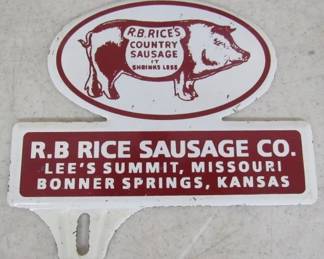 R.B. RICE'S
COUNTRY
SAUSAGE
IT
SHRINKS LESS
R.B RICE SAUSAGE CO.
LEE'S SUMMIT, MISSOURI
BONNER SPRINGS, KANSAS